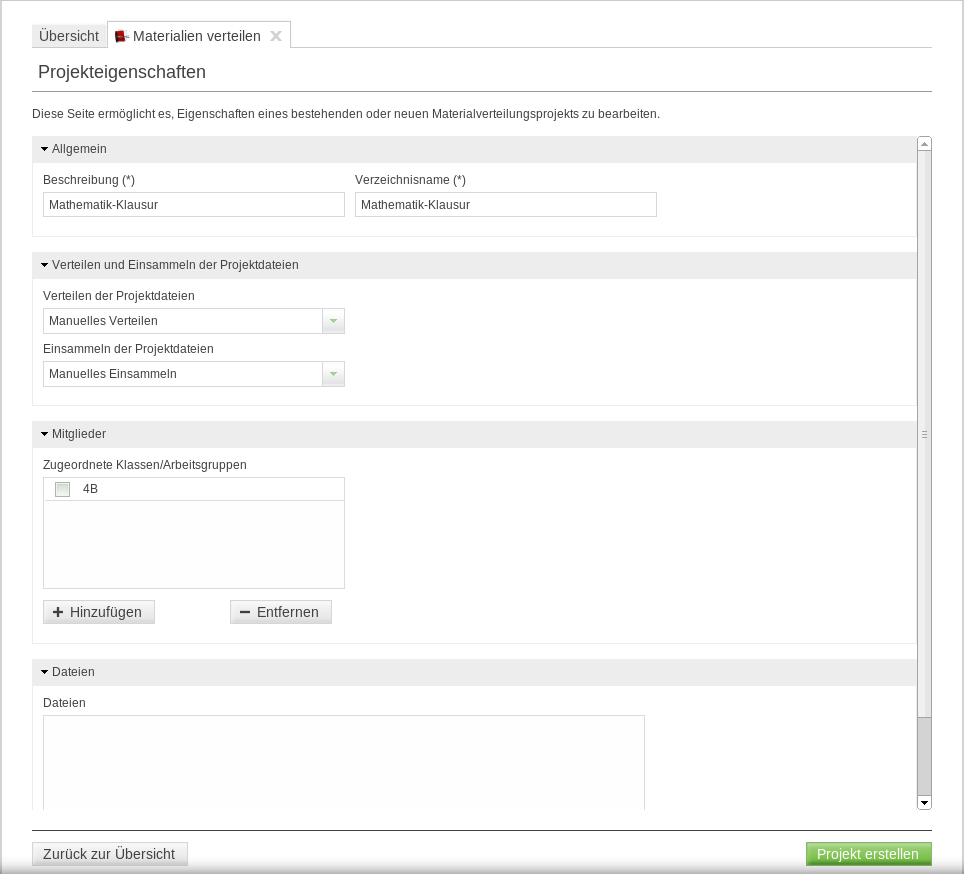 Übersicht Materialien verteilen
Projekteigenschaften
Diese Seite ermöglicht es, Eigenschaften eines bestehenden oder neuen Materialverteilungsprojekts zu bearbeiten.
Allgemein
Beschreibung (*) Verzeichnisname (*)
Mathematik-Klausur Mathematik-Klausur
Verteilen und Einsammeln der Projektdateien
Verteilen der Projektdateien
Manuelles Verteilen
Einsammeln der Projektdateien
Manuelles Einsammeln
Mitglieder
Zugeordnete Klassen/Arbeitsgruppen
4B
Hinzufügen Entfernen
Dateien
Dateien
Zurück zur Übersicht Projekt erstellen